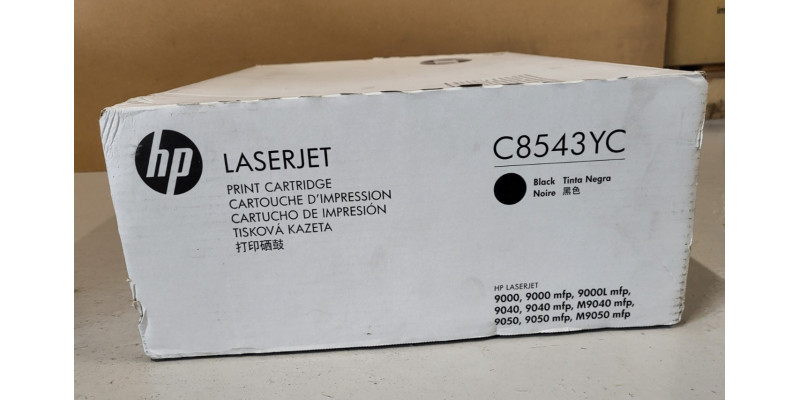 hp
LASERJET
PRINT CARTRIDGE
CARTOUCHE D'IMPRESSION
CARTUCHO DE IMPRESIÓN
TISKOVÁ KAZETA
打印硒鼓
C8543YC
Black Tinta Negra
Noire 黑色
HP LASERJET
9000, 9000 mfp, 9000L mfp,
9040, 9040 mfp, M9040 mfp,
9050, 9050 mfp, M9050 mfp